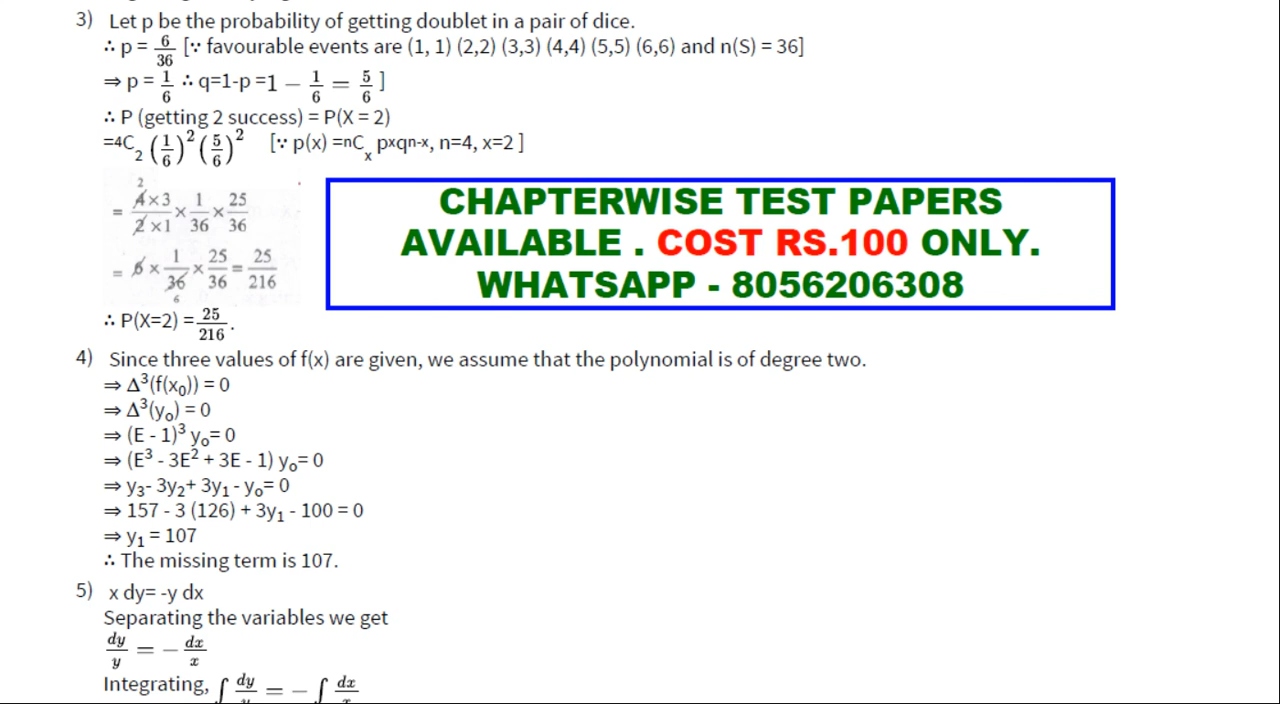 3) Let p be the probability of getting doublet in a pair of dice.
∴ p = 6/36 [∵ favourable events are (1, 1) (2,2) (3,3) (4,4) (5,5) (6,6) and n(S) = 36]
⇒ p = 1/6 ∴ q=1-p =1 − 1/6 = 5/6 ]
∴ P (getting 2 success) = P(X = 2)
=4C₂ (1/6)² (5/6)² [∵ p(x) =nCₓ pxqn-x, n=4, x=2 ]
2
= 4×3/2×1 × 1/36 × 25/36
= 6 × 1/36 × 25/36 = 25/216
6
∴ P(X=2) = 25/216 .
CHAPTERWISE TEST PAPERS
AVAILABLE . COST RS.100 ONLY.
WHATSAPP - 8056206308
4) Since three values of f(x) are given, we assume that the polynomial is of degree two.
⇒ Δ³(f(x₀)) = 0
⇒ Δ³(yₒ) = 0
⇒ (E - 1)³ yₒ= 0
⇒ (E³ - 3E² + 3E - 1) yₒ= 0
⇒ y₃- 3y₂+ 3y₁ - yₒ= 0
⇒ 157 - 3 (126) + 3y₁ - 100 = 0
⇒ y₁ = 107
∴ The missing term is 107.
5) x dy= -y dx
Separating the variables we get
dy/y = − dx/x
Integrating, ∫ dy/y = − ∫ dx/x